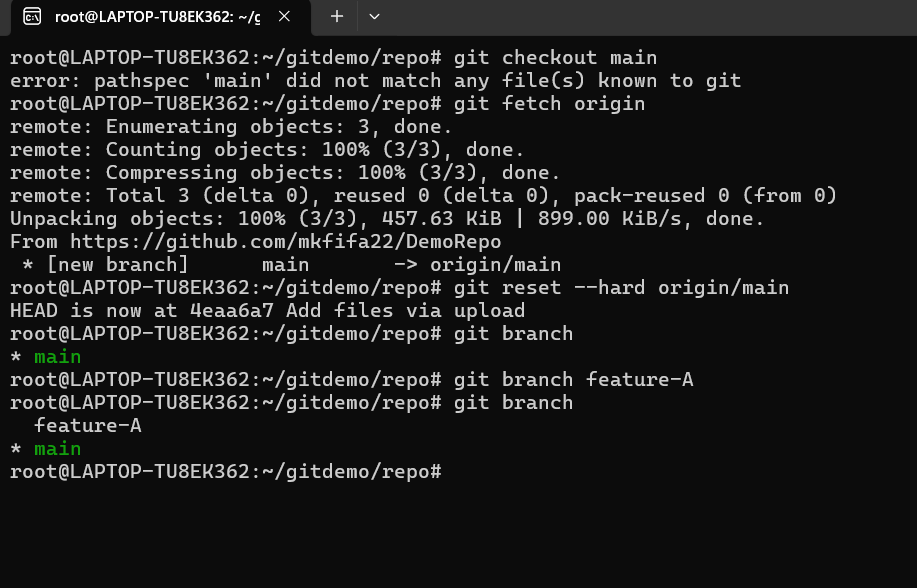 root@LAPTOP-TU8EK362: ~/g
root@LAPTOP-TU8EK362:~/gitdemo/repo# git checkout main
error: pathspec 'main' did not match any file(s) known to git
root@LAPTOP-TU8EK362:~/gitdemo/repo# git fetch origin
remote: Enumerating objects: 3, done.
remote: Counting objects: 100% (3/3), done.
remote: Compressing objects: 100% (3/3), done.
remote: Total 3 (delta 0), reused 0 (delta 0), pack-reused 0 (from 0)
Unpacking objects: 100% (3/3), 457.63 KiB | 899.00 KiB/s, done.
From https://github.com/mkfifa22/DemoRepo
 * [new branch]      main       -> origin/main
root@LAPTOP-TU8EK362:~/gitdemo/repo# git reset --hard origin/main
HEAD is now at 4eaa6a7 Add files via upload
root@LAPTOP-TU8EK362:~/gitdemo/repo# git branch
* main
root@LAPTOP-TU8EK362:~/gitdemo/repo# git branch feature-A
root@LAPTOP-TU8EK362:~/gitdemo/repo# git branch
  feature-A
* main
root@LAPTOP-TU8EK362:~/gitdemo/repo#